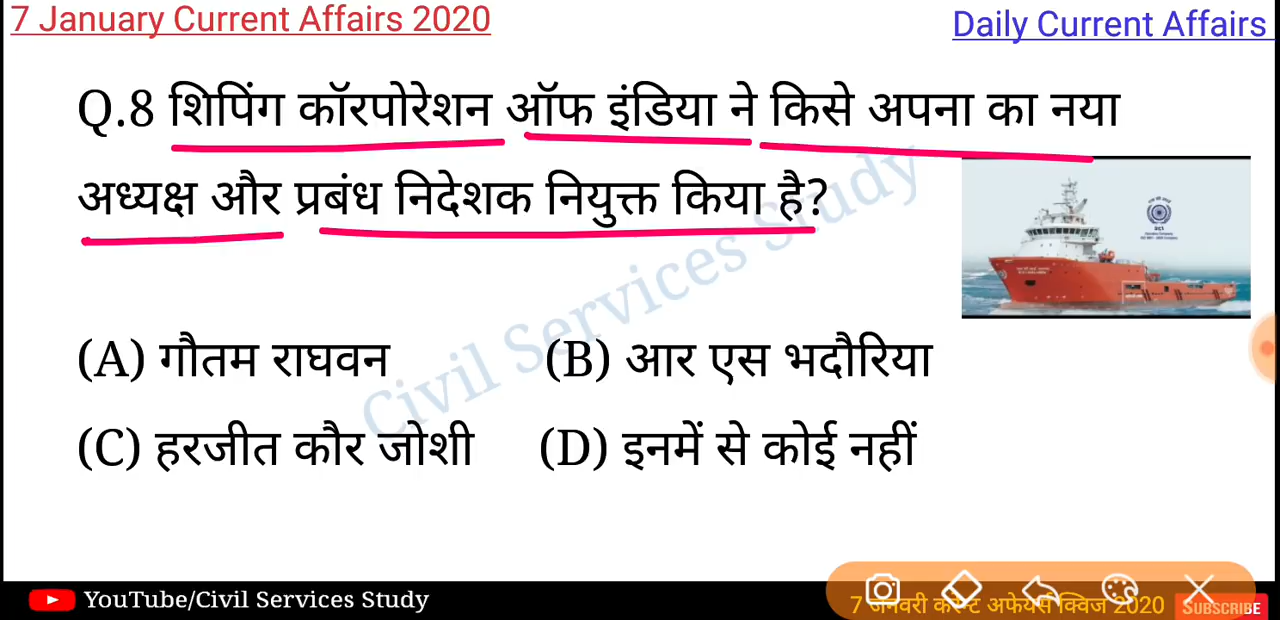 7 January Current Affairs 2020
Daily Current Affairs
Q.8 शिपिंग कॉरपोरेशन ऑफ इंडिया ने किसे अपना का नया
अध्यक्ष और प्रबंध निदेशक नियुक्त किया है?
Civil Services Study
(A) गौतम राघवन (B) आर एस भदौरिया
(C) हरजीत कौर जोशी (D) इनमें से कोई नहीं
YouTube/Civil Services Study
7 जनवरी करेन्ट अफेयर्स क्विज 2020
SUBSCRIBE